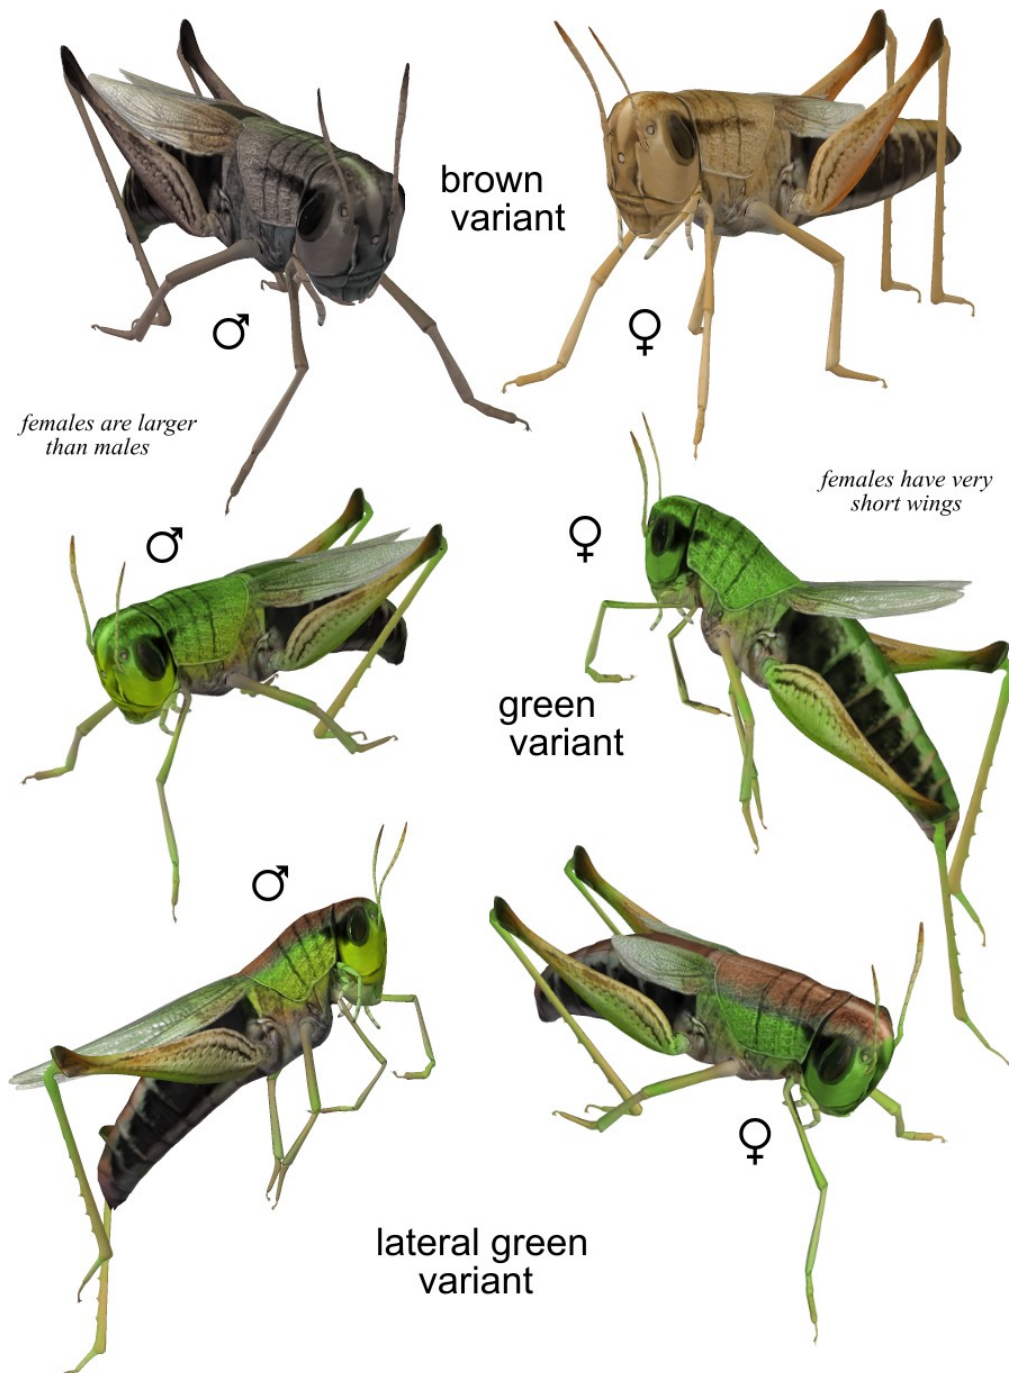 brown
variant
♂
♀
females are larger
than males
females have very
short wings
♂
♀
green
variant
♂
♀
lateral green
variant